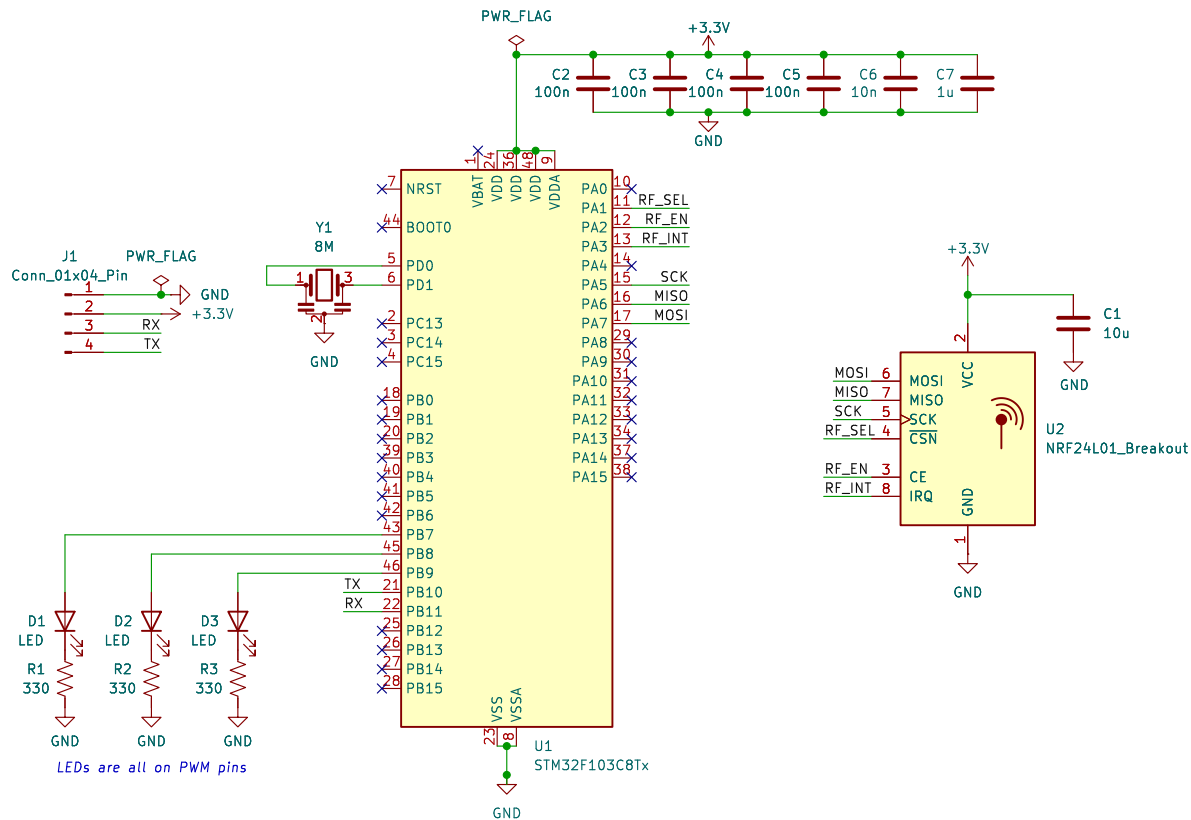 PWR_FLAG
+3.3V
C2
100n
C3
100n
C4
100n
C5
100n
C6
10n
C7
1u
GND
1
24
36
48
9
VBAT
VDD
VDD
VDD
VDDA
7 NRST
44 BOOT0
5 PD0
6 PD1
2 PC13
3 PC14
4 PC15
18 PB0
19 PB1
20 PB2
39 PB3
40 PB4
41 PB5
42 PB6
43 PB7
45 PB8
46 PB9
TX 21 PB10
RX 22 PB11
25 PB12
26 PB13
27 PB14
28 PB15
PA0 10
PA1 11 RF_SEL
PA2 12 RF_EN
PA3 13 RF_INT
PA4 14
PA5 15 SCK
PA6 16 MISO
PA7 17 MOSI
PA8 29
PA9 30
PA10 31
PA11 32
PA12 33
PA13 34
PA14 37
PA15 38
VSS
VSSA
23
8
U1
STM32F103C8Tx
GND
Y1
8M
1 3
2
GND
J1
Conn_01x04_Pin
PWR_FLAG
1 GND
2 +3.3V
3 RX
4 TX
D1
LED
R1
330
GND
D2
LED
R2
330
GND
D3
LED
R3
330
GND
LEDs are all on PWM pins
+3.3V
C1
10u
GND
2
VCC
MOSI 6 MOSI
MISO 7 MISO
SCK 5 SCK
RF_SEL 4 CSN
RF_EN 3 CE
RF_INT 8 IRQ
GND
1
GND
U2
NRF24L01_Breakout